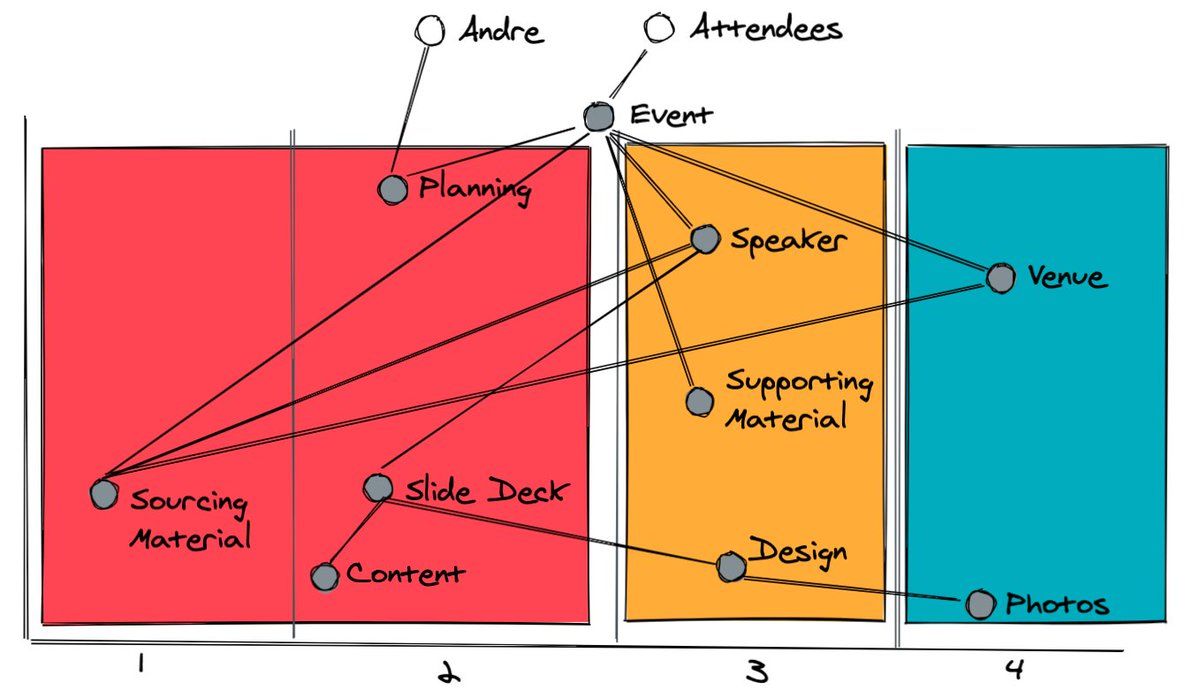 Andre
Attendees
Event
Planning
Speaker
Venue
Supporting
Material
Sourcing
Material
Slide Deck
Content
Design
Photos
1
2
3
4